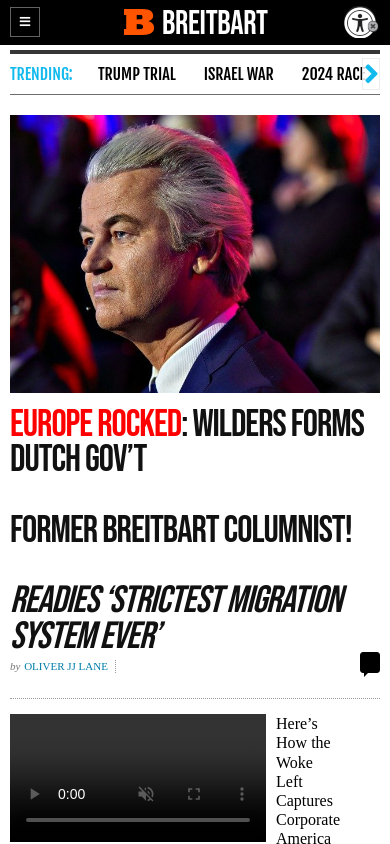 BREITBART
TRENDING:
TRUMP TRIAL
ISRAEL WAR
2024 RACE
EUROPE ROCKED: WILDERS FORMS
DUTCH GOV’T
FORMER BREITBART COLUMNIST!
READIES ‘STRICTEST MIGRATION
SYSTEM EVER’
by OLIVER JJ LANE
0:00
Here’s
How the
Woke
Left
Captures
Corporate
America